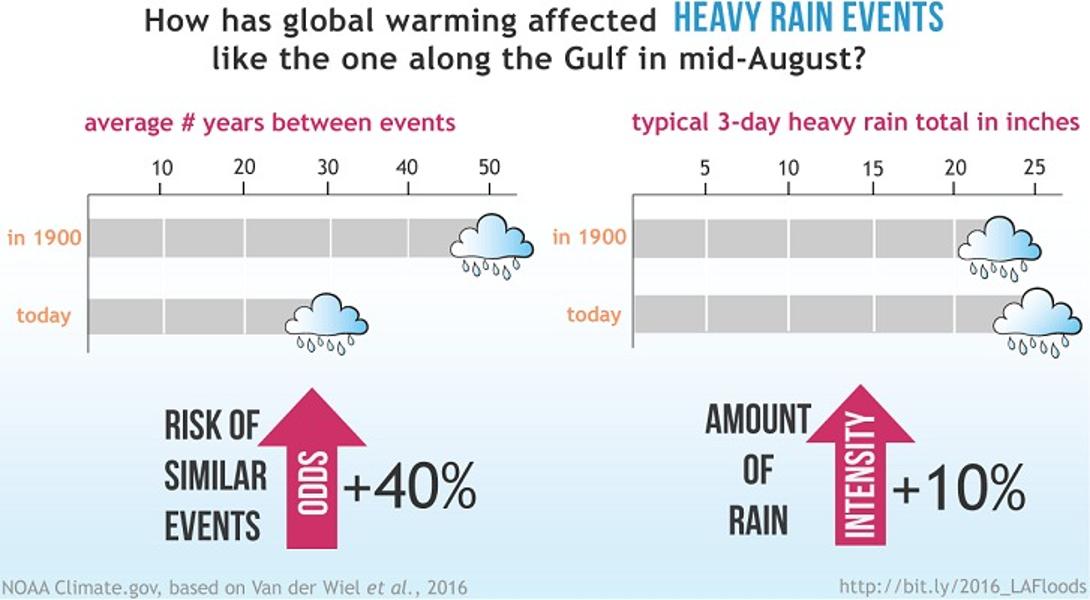 How has global warming affected HEAVY RAIN EVENTS
like the one along the Gulf in mid-August?
average # years between events
10 20 30 40 50
in 1900
today
typical 3-day heavy rain total in inches
5 10 15 20 25
in 1900
today
RISK OF
SIMILAR
EVENTS
ODDS
+40%
AMOUNT
OF
RAIN
INTENSITY
+10%
NOAA Climate.gov, based on Van der Wiel et al., 2016
http://bit.ly/2016_LAFloods